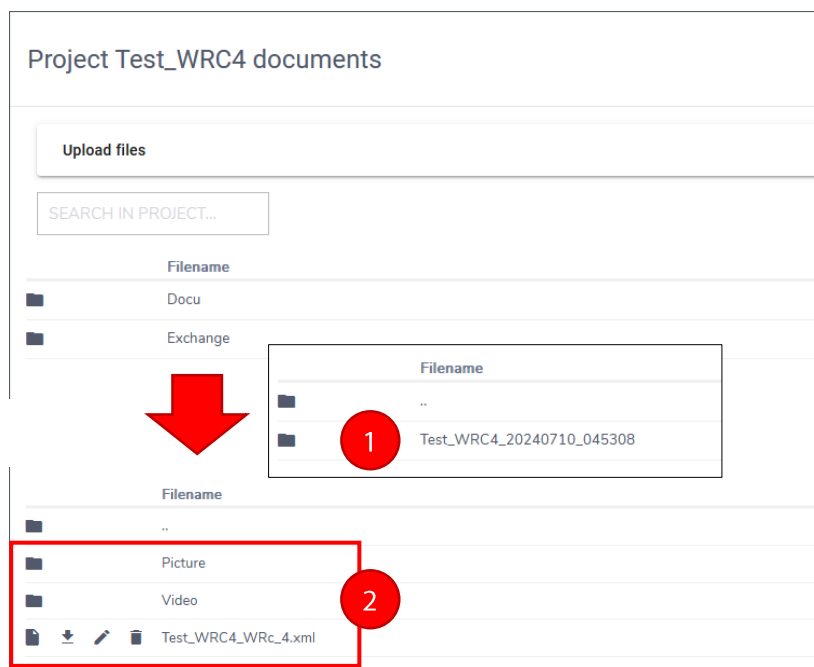 Project Test_WRC4 documents
Upload files
SEARCH IN PROJECT...
Filename
Docu
Exchange
Filename
..
1
Test_WRC4_20240710_045308
Filename
..
Picture
Video
2
Test_WRC4_WRc_4.xml